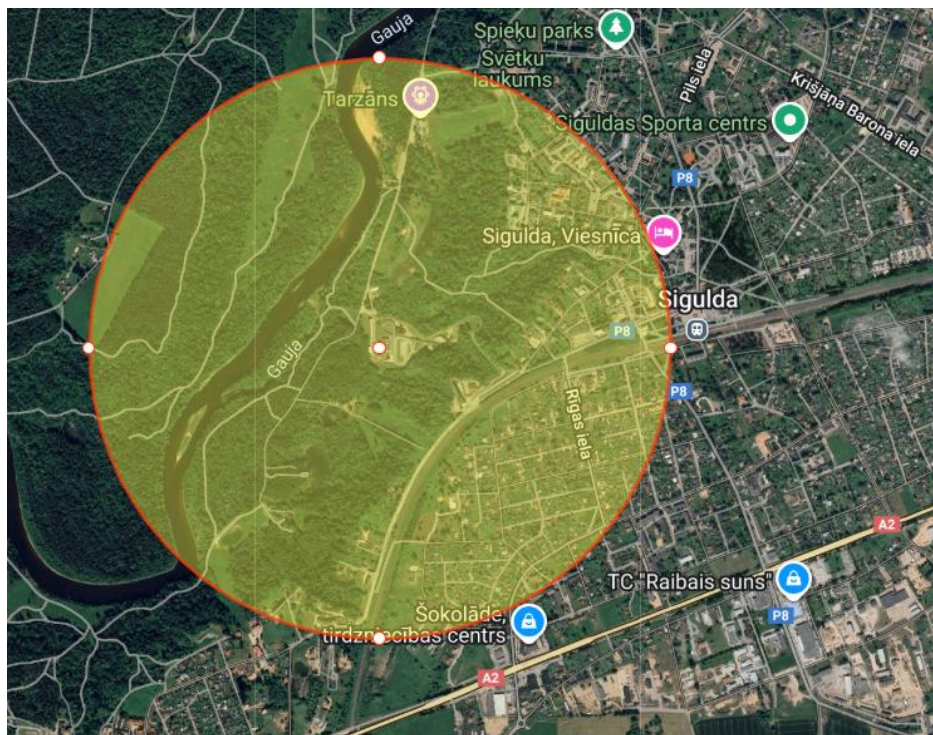 Gauja
Spieķu parks
Svētku
laukums
Pils iela
Krišjāņa Barona iela
Tarzāns
Siguldas Sporta centrs
P8
Sigulda, Viesnīca
Sigulda
P8
Gauja
P8
Rīgas iela
A2
TC "Raibais suns"
P8
Šokolāde,
tirdzniecības centrs
A2